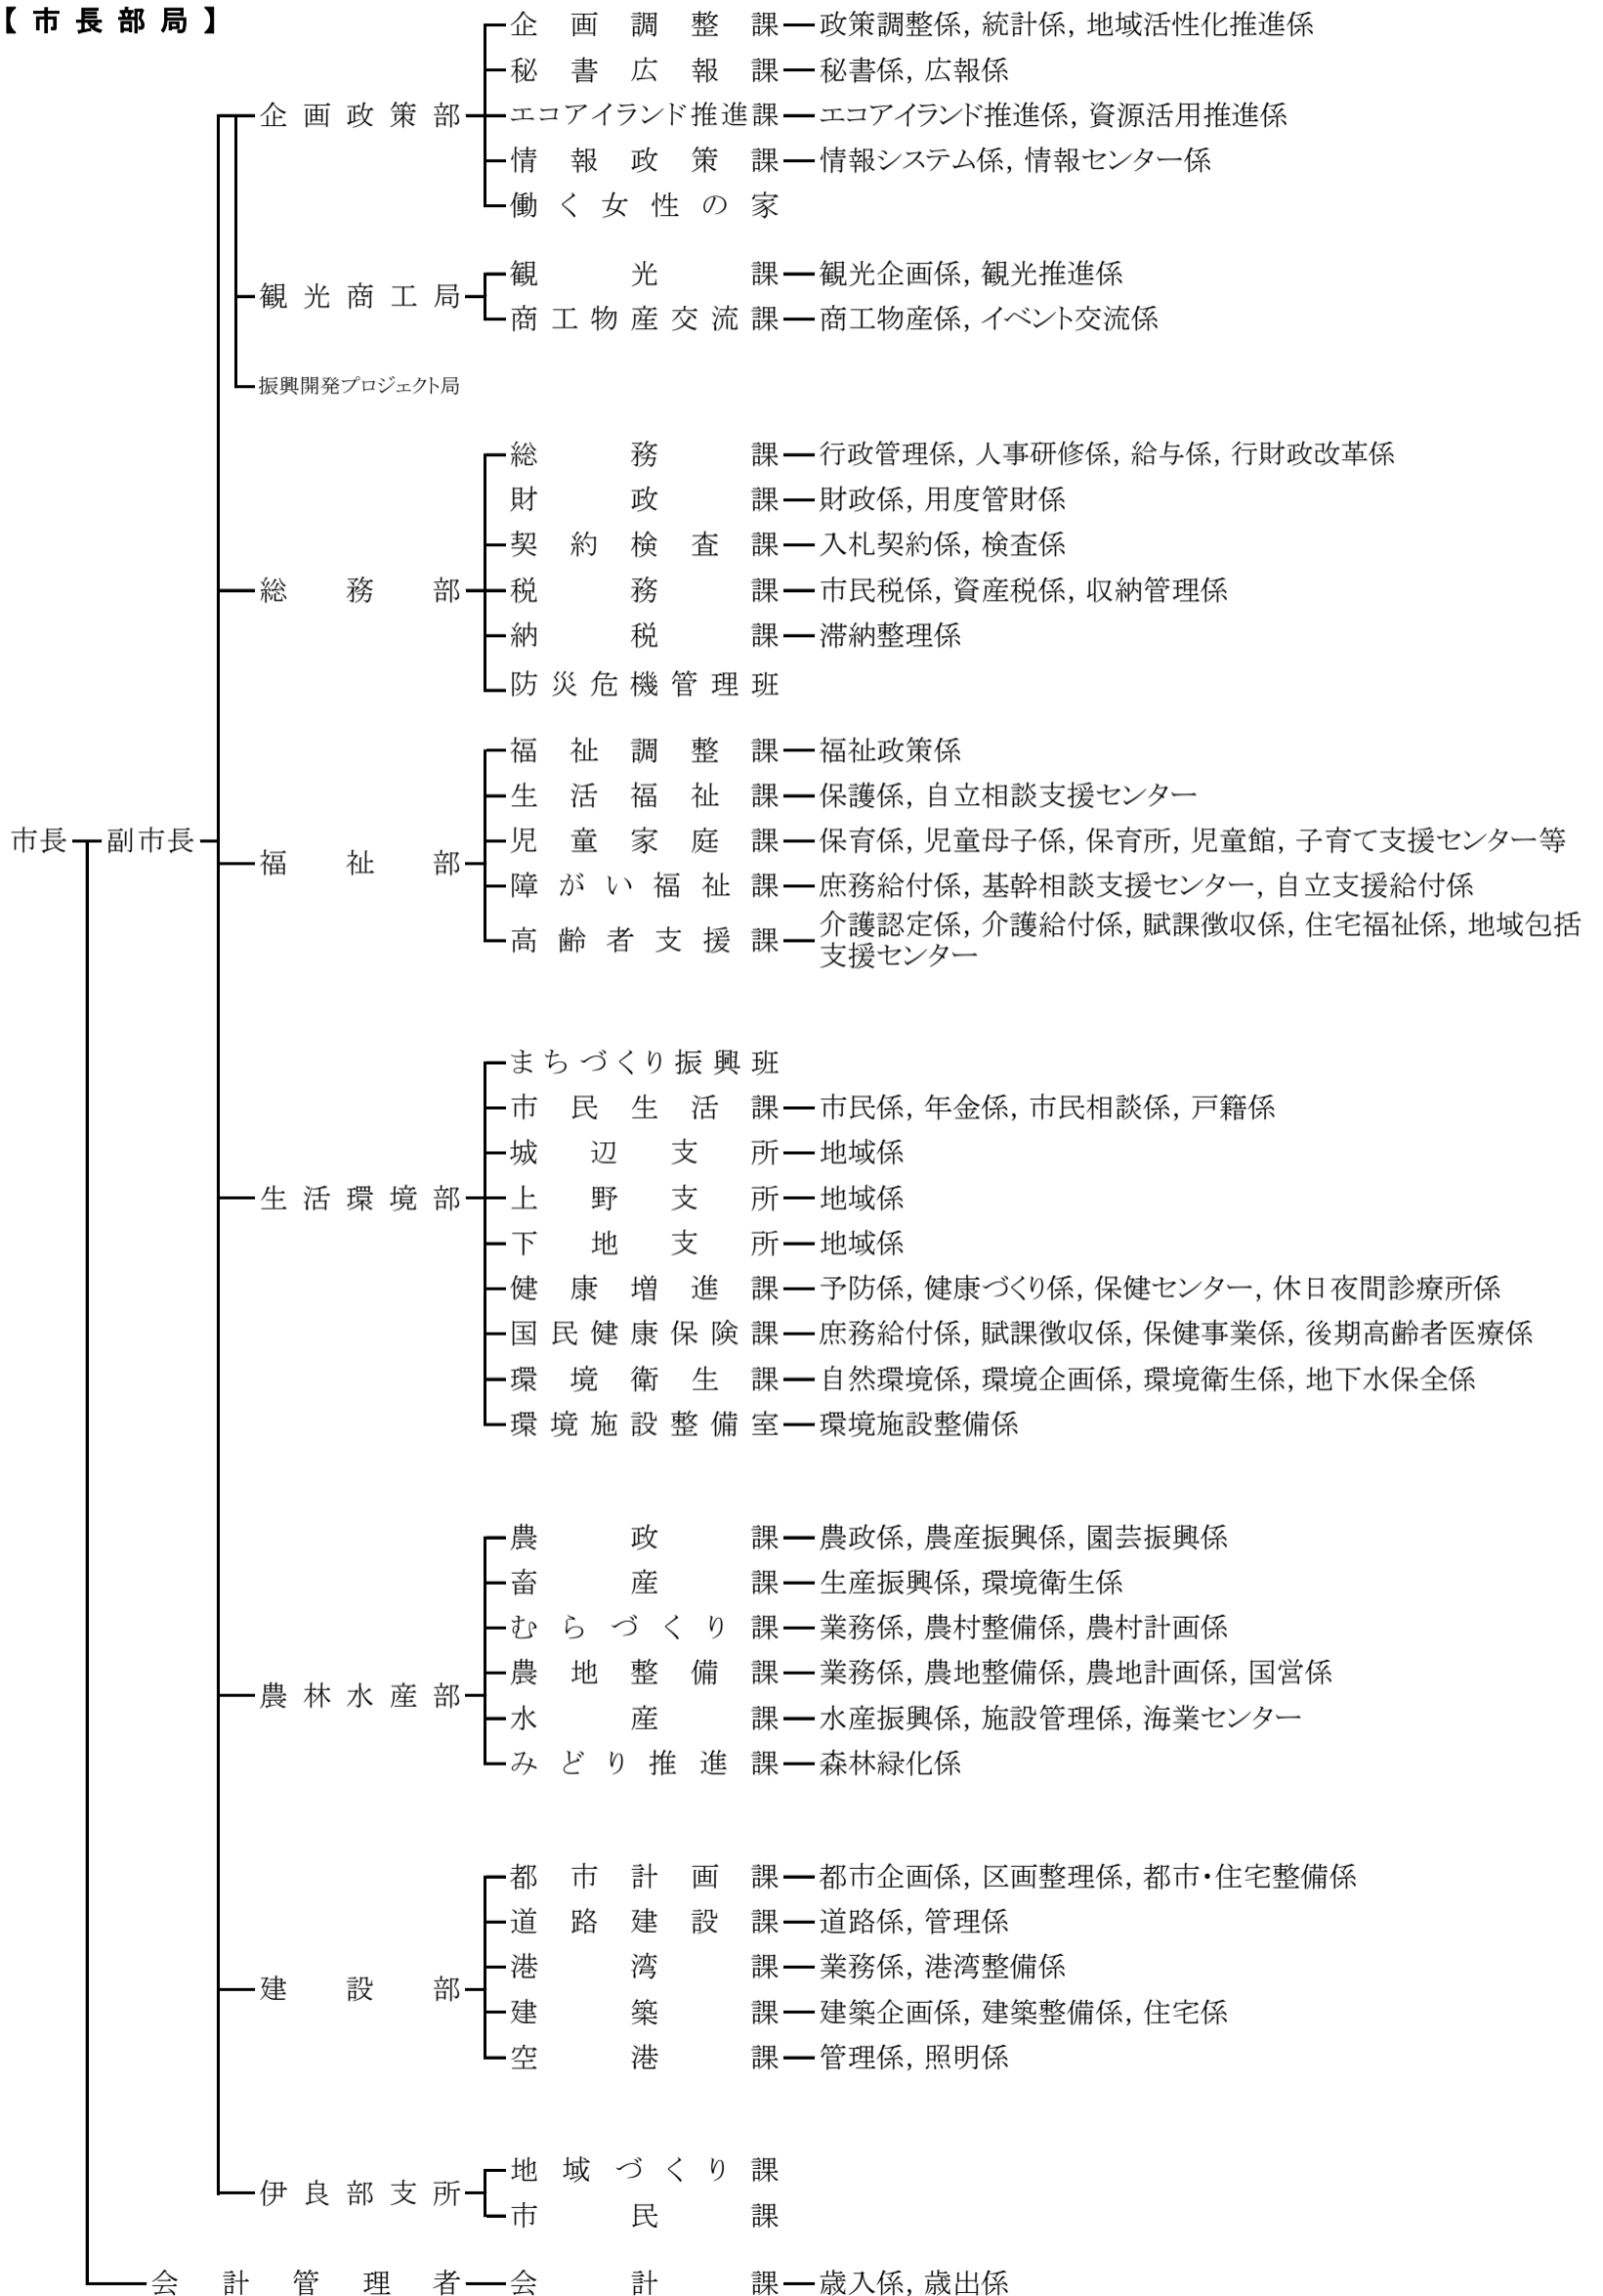 【市長部局】
企画調整課 政策調整係, 統計係, 地域活性化推進係
秘書広報課 秘書係, 広報係
企画政策部 エコアイランド推進課 エコアイランド推進係, 資源活用推進係
情報政策課 情報システム係, 情報センター係
働く女性の家
観光課 観光企画係, 観光推進係
観光商工局
商工物産交流課 商工物産係, イベント交流係
振興開発プロジェクト局
総務課 行政管理係, 人事研修係, 給与係, 行財政改革係
財政課 財政係, 用度管財係
契約検査課 入札契約係, 検査係
総務部 税務課 市民税係, 資産税係, 収納管理係
納税課 滞納整理係
防災危機管理班
福祉調整課 福祉政策係
生活福祉課 保護係, 自立相談支援センター
市長 副市長 児童家庭課 保育係, 児童母子係, 保育所, 児童館, 子育て支援センター等
福祉部
障がい福祉課 庶務給付係, 基幹相談支援センター, 自立支援給付係
高齢者支援課 介護認定係, 介護給付係, 賦課徴収係, 住宅福祉係, 地域包括
支援センター
まちづくり振興班
市民生活課 市民係, 年金係, 市民相談係, 戸籍係
城辺支所 地域係
生活環境部 上野支所 地域係
下地支所 地域係
健康増進課 予防係, 健康づくり係, 保健センター, 休日夜間診療所係
国民健康保険課 庶務給付係, 賦課徴収係, 保健事業係, 後期高齢者医療係
環境衛生課 自然環境係, 環境企画係, 環境衛生係, 地下水保全係
環境施設整備室 環境施設整備係
農政課 農政係, 農産振興係, 園芸振興係
畜産課 生産振興係, 環境衛生係
むらづくり課 業務係, 農村整備係, 農村計画係
農地整備課 業務係, 農地整備係, 農地計画係, 国営係
農林水産部
水産課 水産振興係, 施設管理係, 海業センター
みどり推進課 森林緑化係
都市計画課 都市企画係, 区画整理係, 都市・住宅整備係
道路建設課 道路係, 管理係
港湾課 業務係, 港湾整備係
建設部
建築課 建築企画係, 建築整備係, 住宅係
空港課 管理係, 照明係
地域づくり課
伊良部支所
市民課
会計管理者 会計課 歳入係, 歳出係